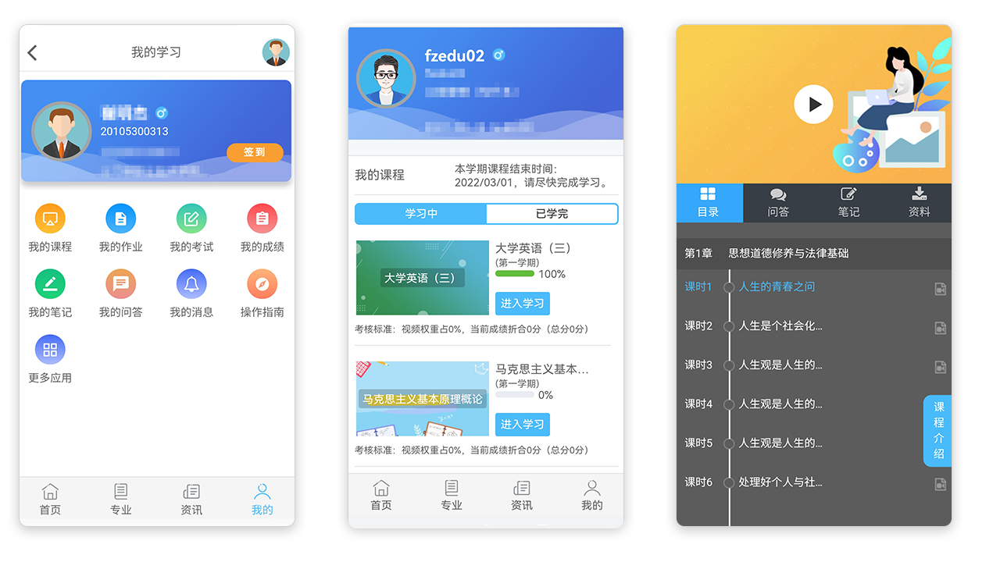 我的学习
20105300313
签到
我的课程
我的作业
我的考试
我的成绩
我的笔记
我的问答
我的消息
操作指南
更多应用
首页
专业
资讯
我的
fzedu02
我的课程
本学期课程结束时间：
2022/03/01，请尽快完成学习。
学习中
已学完
大学英语（三）
大学英语（三）
(第一学期)
100%
进入学习
考核标准：视频权重占0%，当前成绩折合0分（总分0分）
马克思主义基本原理概论
马克思主义基本...
(第一学期)
0%
进入学习
考核标准：视频权重占0%，当前成绩折合0分（总分0分）
首页
专业
资讯
我的
目录
问答
笔记
资料
第1章 思想道德修养与法律基础
课时1 人生的青春之问
课时2 人生是个社会化...
课时3 人生观是人生的...
课时4 人生观是人生的...
课时5 人生观是人生的...
课时6 处理好个人与社...
课程介绍